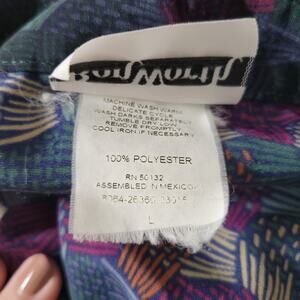 MACHINE WASH WARM
DELICATE CYCLE
WASH DARKS SEPARATELY
TUMBLE DRY LOW
REMOVE PROMPTLY
COOL IRON IF NECESSARY
100% POLYESTER
RN 50132
ASSEMBLED IN MEXICO
L